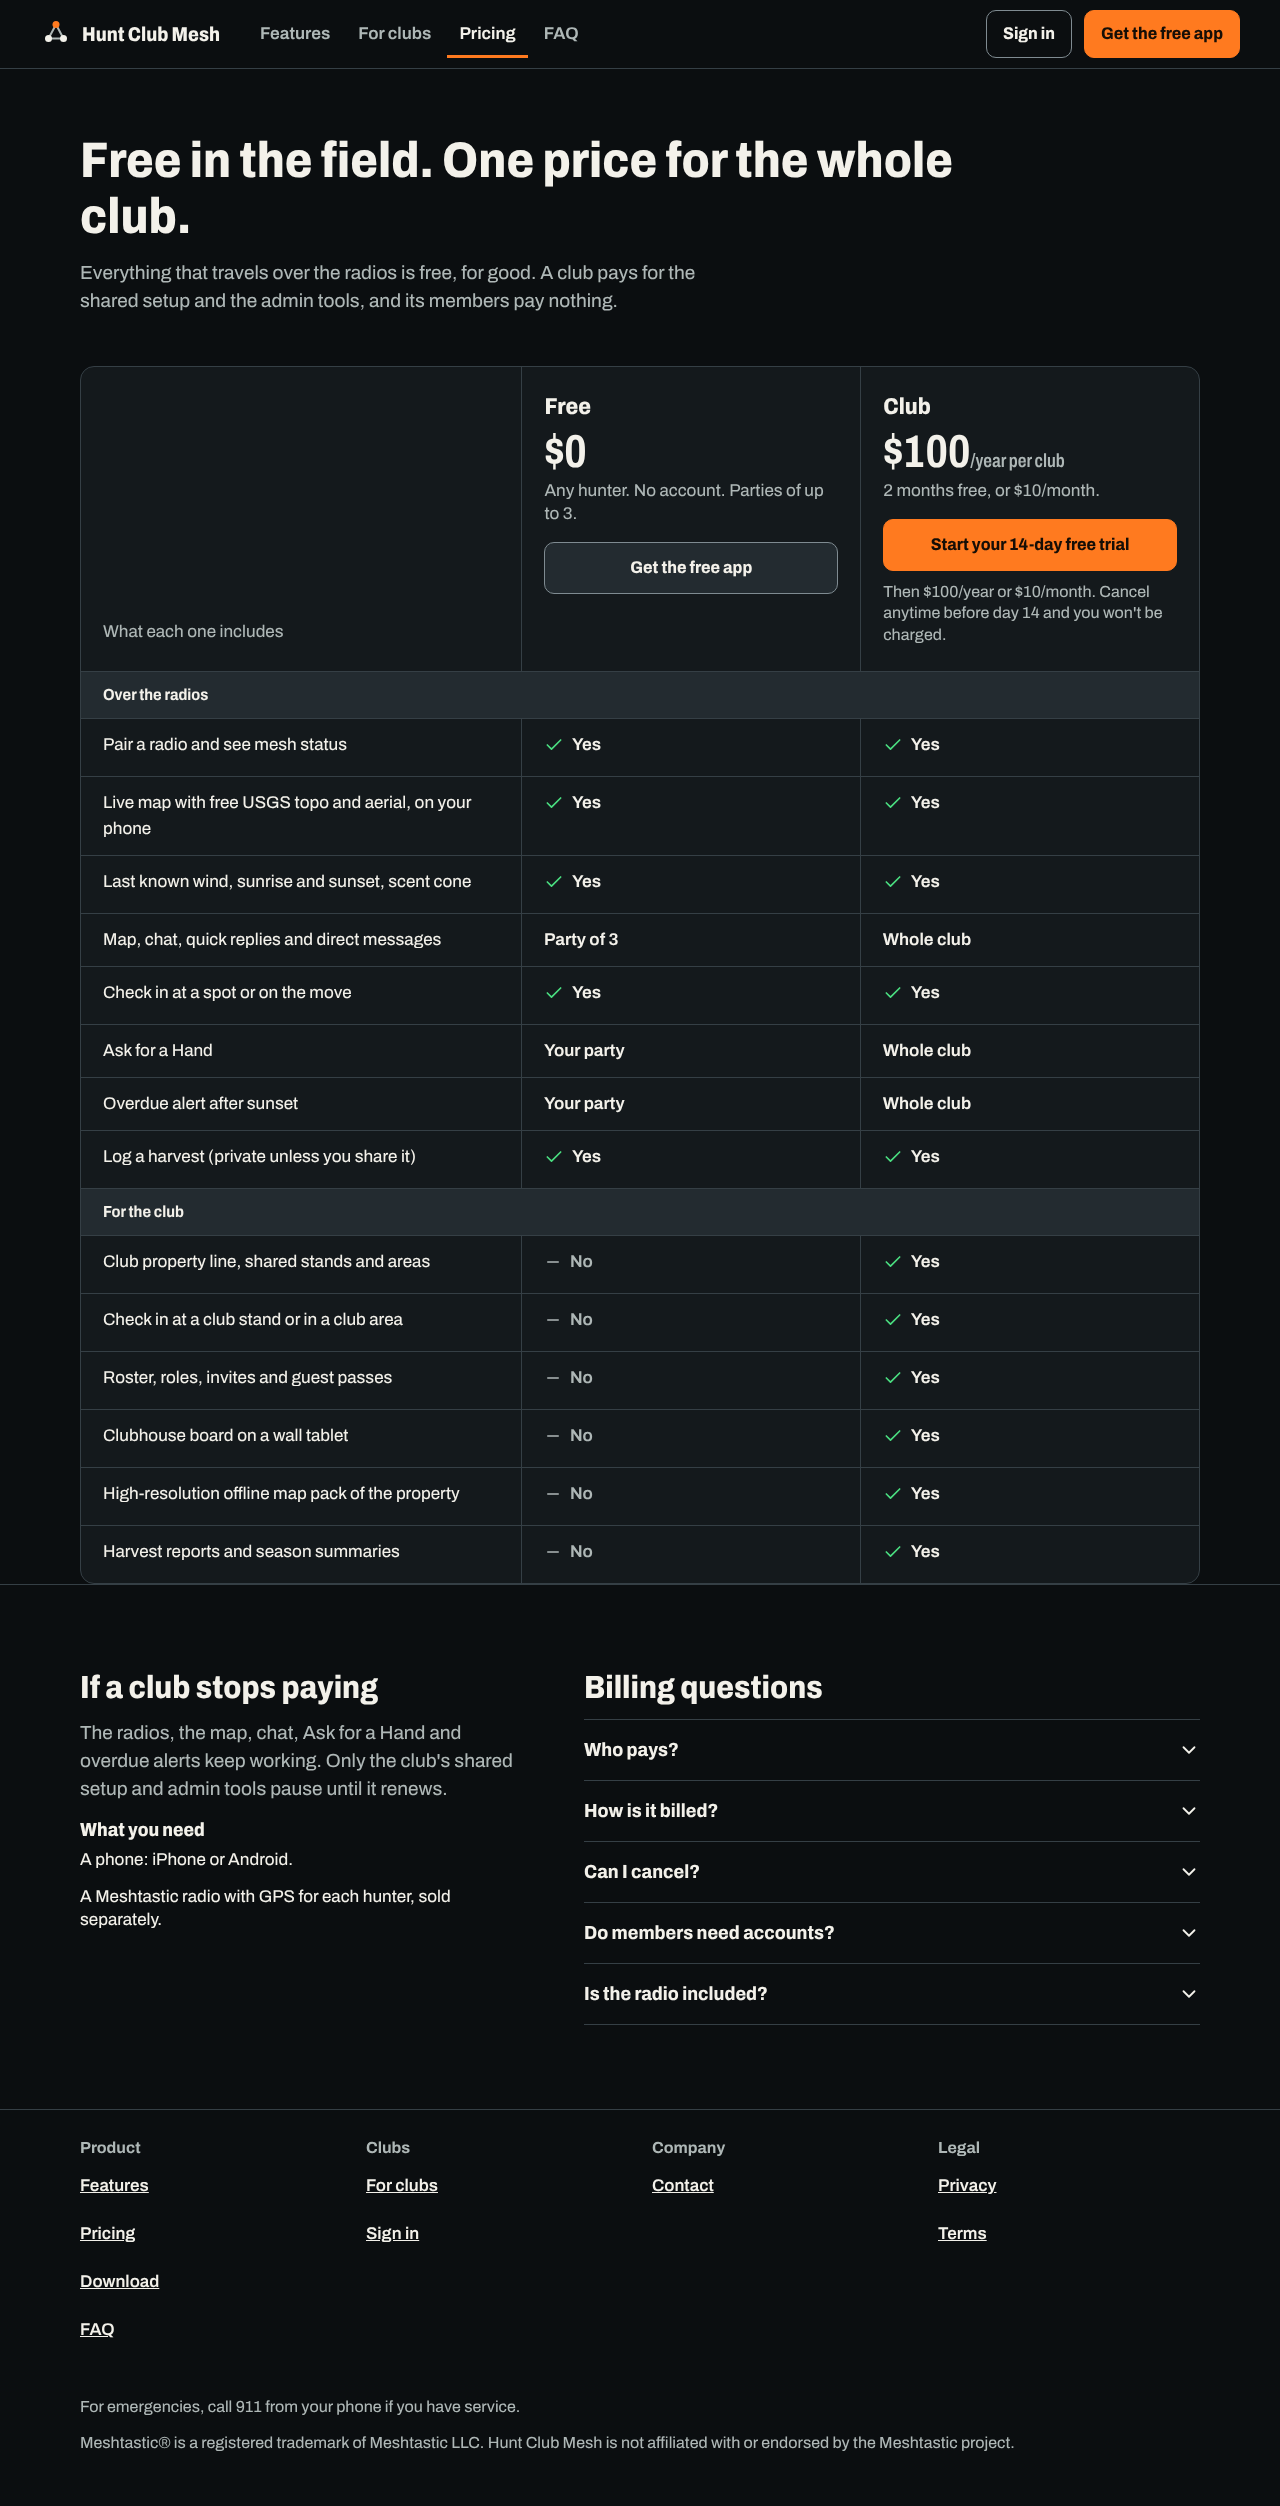 Hunt Club Mesh
Features
For clubs
Pricing
FAQ
Sign in
Get the free app
Free in the field. One price for the whole
club.
Everything that travels over the radios is free, for good. A club pays for the
shared setup and the admin tools, and its members pay nothing.
What each one includes
Free
$0
Any hunter. No account. Parties of up
to 3.
Get the free app
Club
$100/year per club
2 months free, or $10/month.
Start your 14-day free trial
Then $100/year or $10/month. Cancel
anytime before day 14 and you won't be
charged.
Over the radios
Pair a radio and see mesh status
Yes
Yes
Live map with free USGS topo and aerial, on your
phone
Yes
Yes
Last known wind, sunrise and sunset, scent cone
Yes
Yes
Map, chat, quick replies and direct messages
Party of 3
Whole club
Check in at a spot or on the move
Yes
Yes
Ask for a Hand
Your party
Whole club
Overdue alert after sunset
Your party
Whole club
Log a harvest (private unless you share it)
Yes
Yes
For the club
Club property line, shared stands and areas
No
Yes
Check in at a club stand or in a club area
No
Yes
Roster, roles, invites and guest passes
No
Yes
Clubhouse board on a wall tablet
No
Yes
High-resolution offline map pack of the property
No
Yes
Harvest reports and season summaries
No
Yes
If a club stops paying
The radios, the map, chat, Ask for a Hand and
overdue alerts keep working. Only the club's shared
setup and admin tools pause until it renews.
What you need
A phone: iPhone or Android.
A Meshtastic radio with GPS for each hunter, sold
separately.
Billing questions
Who pays?
How is it billed?
Can I cancel?
Do members need accounts?
Is the radio included?
Product
Features
Pricing
Download
FAQ
Clubs
For clubs
Sign in
Company
Contact
Legal
Privacy
Terms
For emergencies, call 911 from your phone if you have service.
Meshtastic® is a registered trademark of Meshtastic LLC. Hunt Club Mesh is not affiliated with or endorsed by the Meshtastic project.